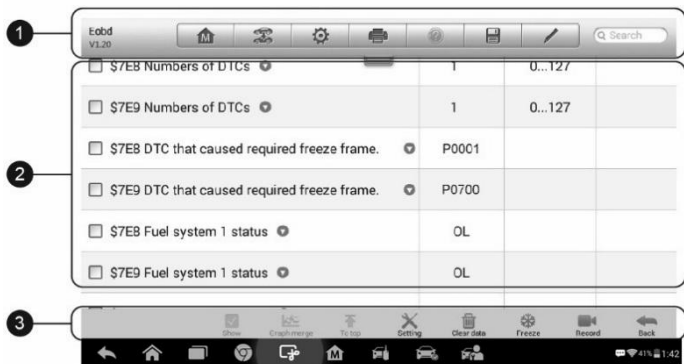 1
Eobd
V1.20
M
Search
2
$7E8 Numbers of DTCs 1 0...127
$7E9 Numbers of DTCs 1 0...127
$7E8 DTC that caused required freeze frame. P0001
$7E9 DTC that caused required freeze frame. P0700
$7E8 Fuel system 1 status OL
$7E9 Fuel system 1 status OL
3
Show Graph merge To top Setting Clear data Freeze Record Back
M 41% 1:42